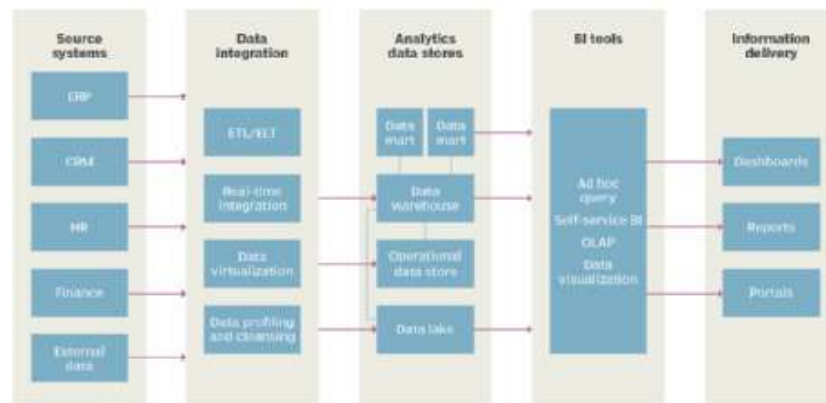 Source
systems
ERP
CRM
HR
Finance
External
data
Data
integration
ETL/ELT
Real-time
integration
Data
virtualization
Data profiling
and cleansing
Analytics
data stores
Data
mart
Data
mart
Data
warehouse
Operational
data store
Data lake
BI tools
Ad hoc
query
Self-service BI
OLAP
Data
visualization
Information
delivery
Dashboards
Reports
Portals